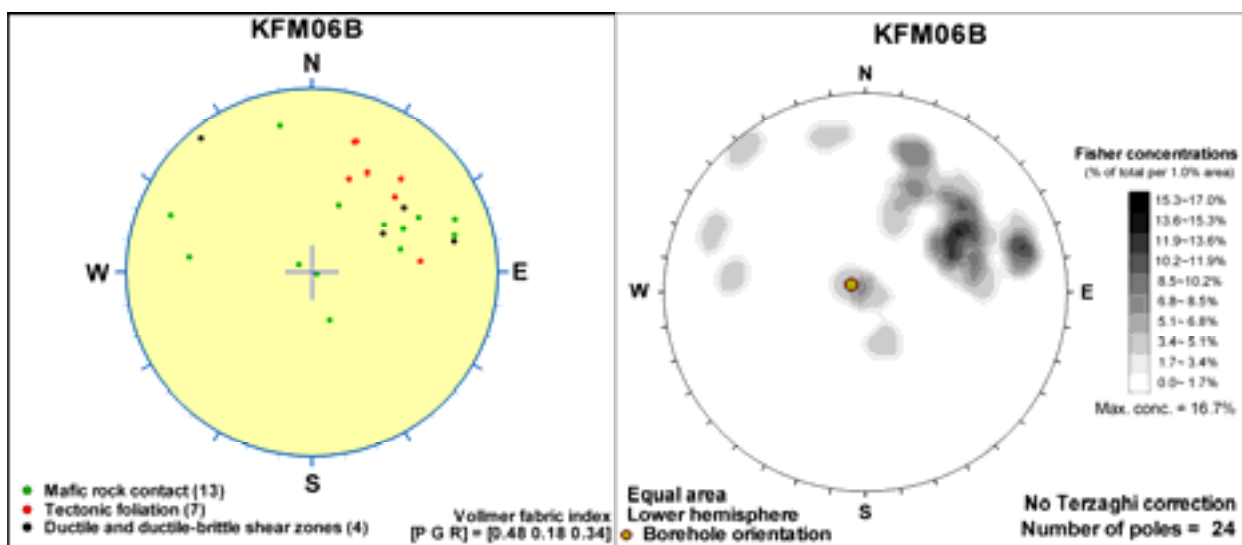 KFM06B
N
W
E
S
Mafic rock contact (13)
Tectonic foliation (7)
Ductile and ductile-brittle shear zones (4)
Vollmer fabric index
[P G R] = [0.48 0.18 0.34]
KFM06B
N
W
E
S
Fisher concentrations
(% of total per 1.0% area)
15.3~17.0%
13.6~15.3%
11.9~13.6%
10.2~11.9%
8.5~10.2%
6.8~8.5%
5.1~6.8%
3.4~5.1%
1.7~3.4%
0.0~1.7%
Max. conc. = 16.7%
Equal area
Lower hemisphere
Borehole orientation
No Terzaghi correction
Number of poles = 24